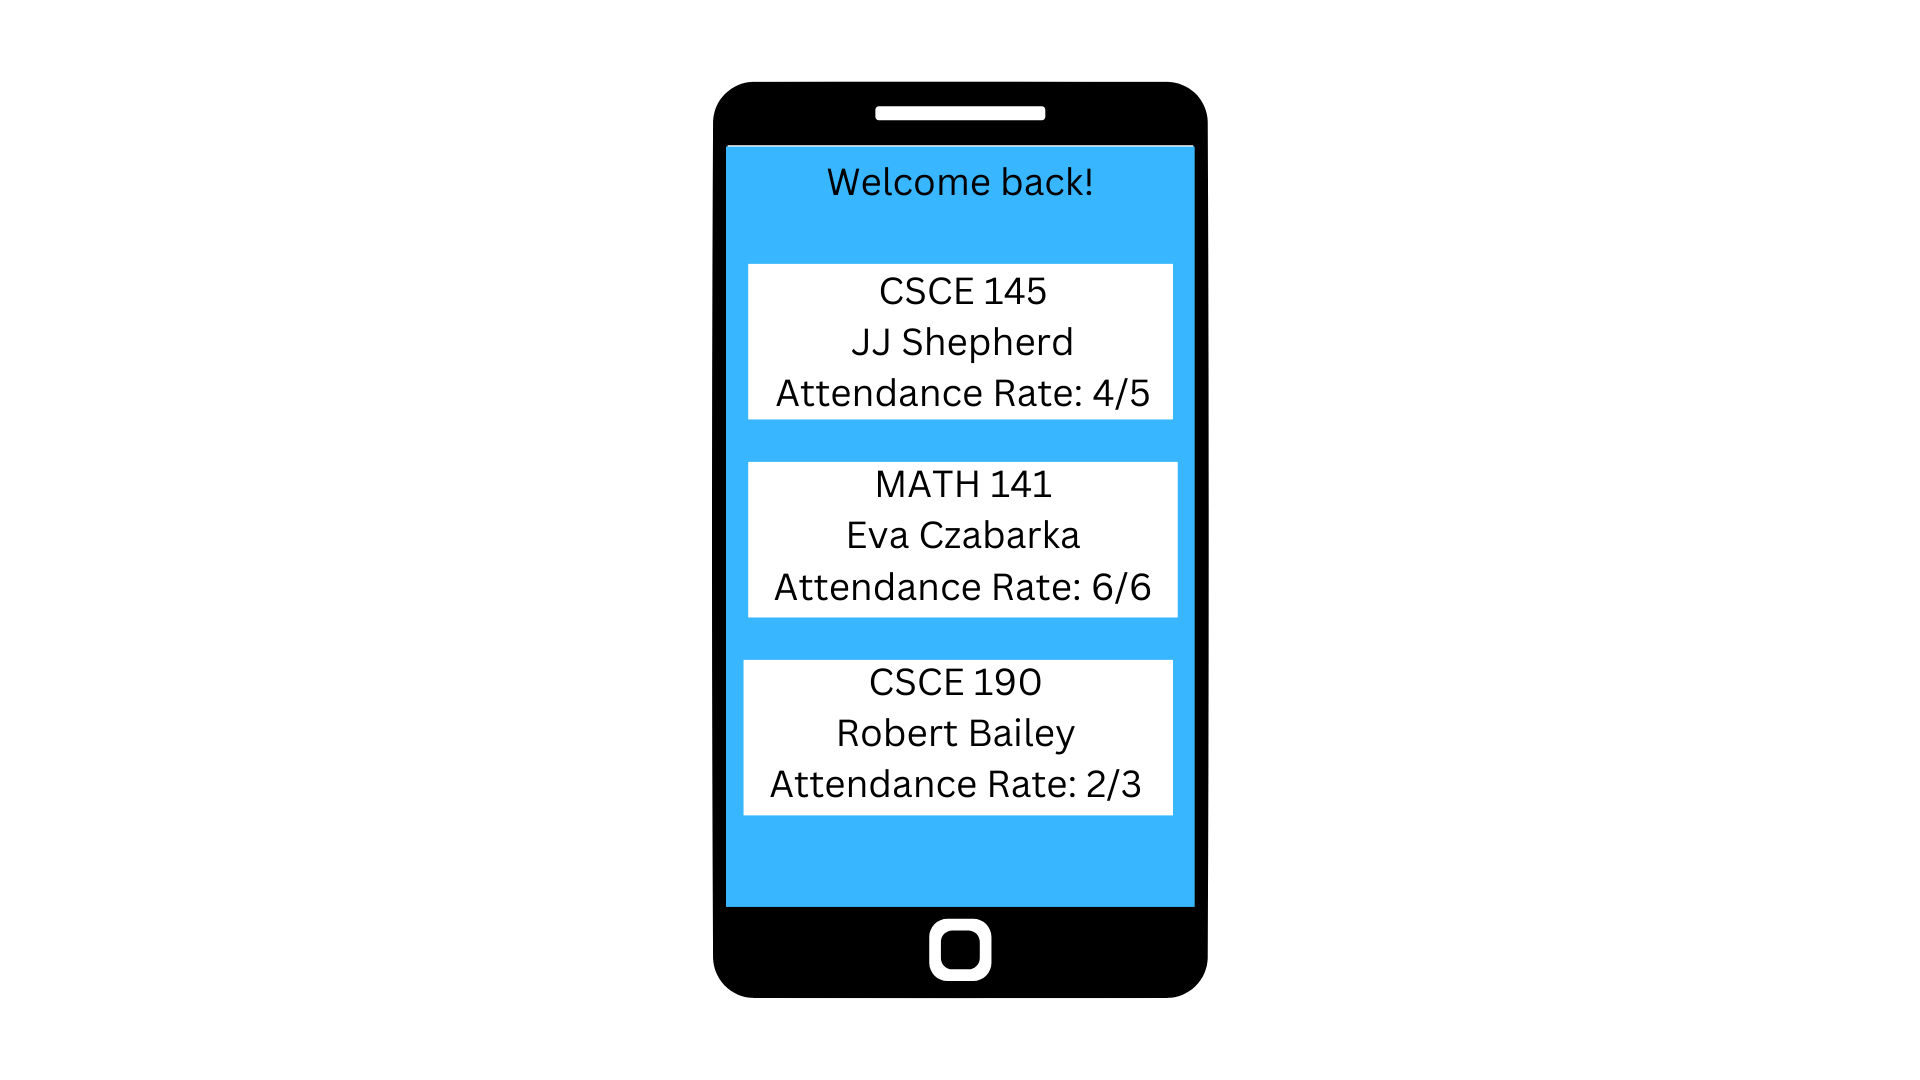 Welcome back!
CSCE 145
JJ Shepherd
Attendance Rate: 4/5
MATH 141
Eva Czabarka
Attendance Rate: 6/6
CSCE 190
Robert Bailey
Attendance Rate: 2/3